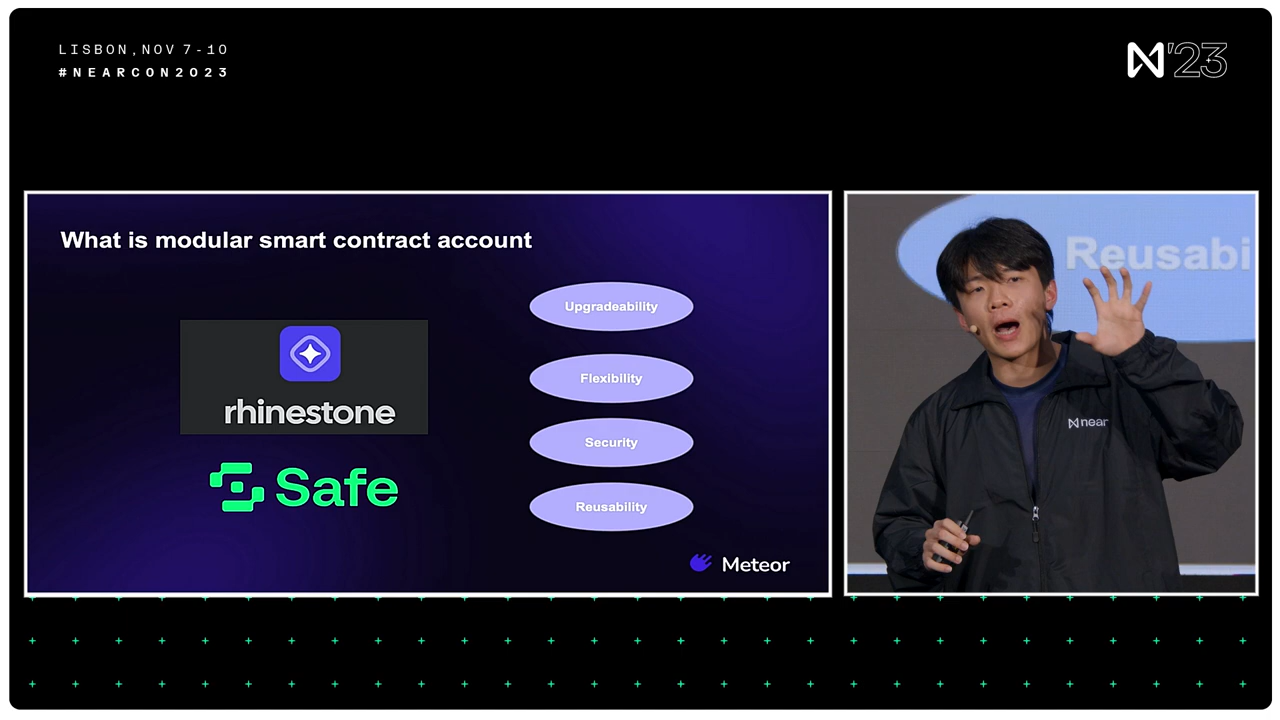 LISBON, NOV 7-10
#NEARCON2023
N'23
What is modular smart contract account
rhinestone
Safe
Upgradeability
Flexibility
Security
Reusability
Meteor
Reusabi
near